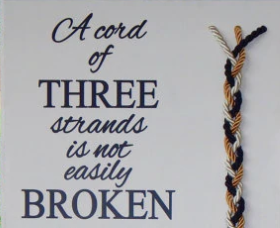 A cord
of
THREE
strands
is not
easily
BROKEN